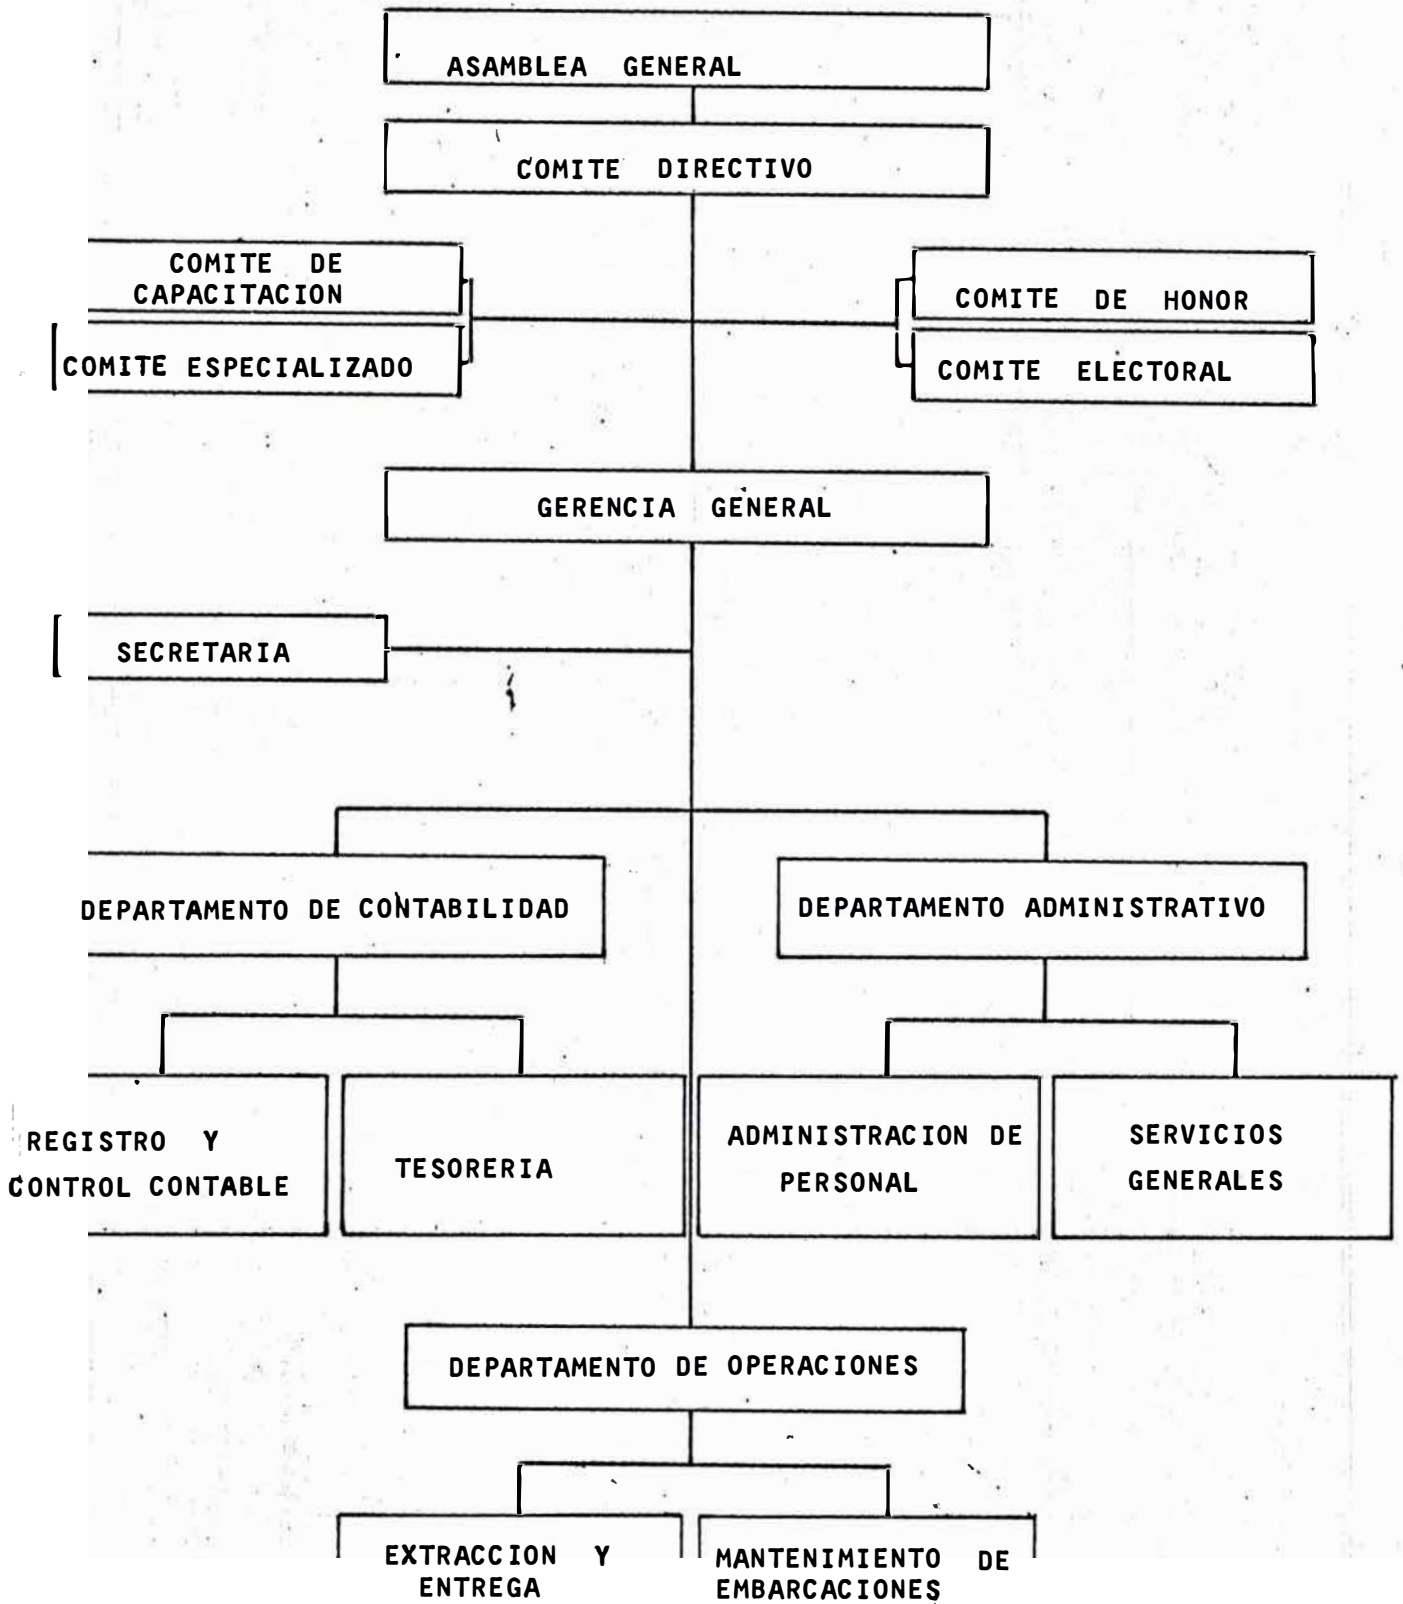 ASAMBLEA GENERAL
COMITE DIRECTIVO
COMITE DE
CAPACITACION
COMITE ESPECIALIZADO
COMITE DE HONOR
COMITE ELECTORAL
GERENCIA GENERAL
SECRETARIA
DEPARTAMENTO DE CONTABILIDAD
DEPARTAMENTO ADMINISTRATIVO
REGISTRO Y
CONTROL CONTABLE
TESORERIA
ADMINISTRACION DE
PERSONAL
SERVICIOS
GENERALES
DEPARTAMENTO DE OPERACIONES
EXTRACCION Y
ENTREGA
MANTENIMIENTO DE
EMBARCACIONES